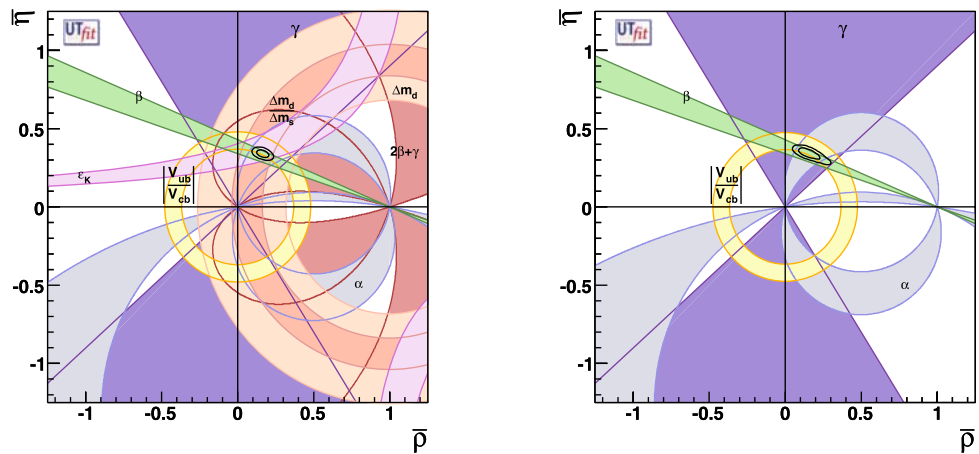 η̅
UTfit
γ
1
β
Δm_d
Δm_s
Δm_d
0.5
2β+γ
ε_K
|V_ub
V_cb|
0
α
-0.5
-1
-1 -0.5 0 0.5 1
ρ̅
η̅
UTfit
γ
1
β
0.5
|V_ub
V_cb|
0
α
-0.5
-1
-1 -0.5 0 0.5 1
ρ̅